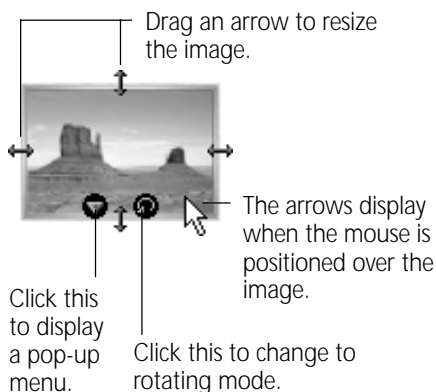 Drag an arrow to resize
the image.
The arrows display
when the mouse is
positioned over the
image.
Click this
to display
a pop-up
menu.
Click this to change to
rotating mode.